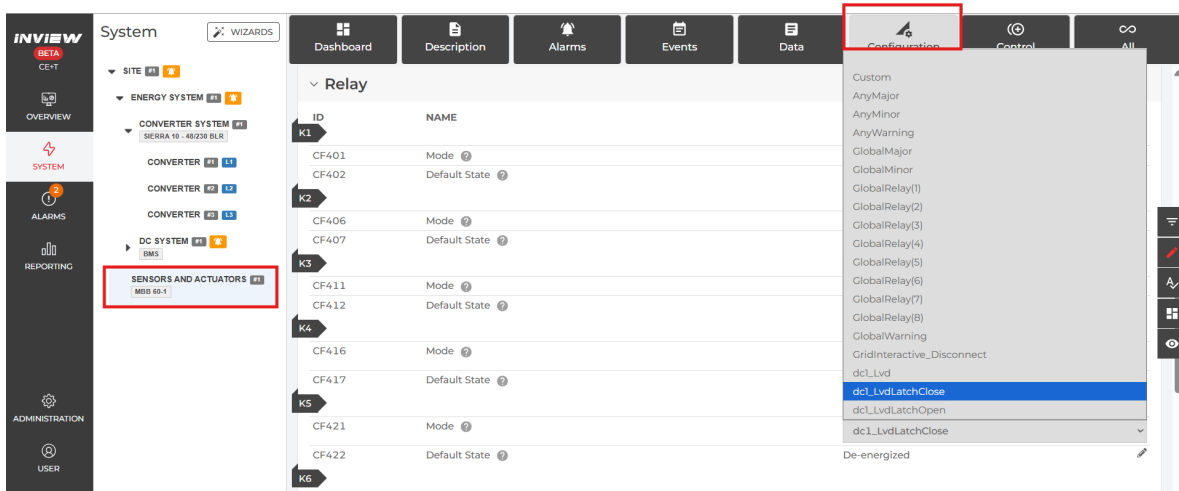 iNViEW
BETA
CE+T
OVERVIEW
SYSTEM
2
ALARMS
REPORTING
ADMINISTRATION
USER
System
WIZARDS
SITE #1
ENERGY SYSTEM #1
CONVERTER SYSTEM #1
SIERRA 10 - 48/230 BLR
CONVERTER #1 L1
CONVERTER #2 L2
CONVERTER #3 L3
DC SYSTEM #1
BMS
SENSORS AND ACTUATORS #1
MBB 60-1
Dashboard
Description
Alarms
Events
Data
Configuration
Control
All
Relay
ID NAME
K1
CF401 Mode ?
CF402 Default State ?
K2
CF406 Mode ?
CF407 Default State ?
K3
CF411 Mode ?
CF412 Default State ?
K4
CF416 Mode ?
CF417 Default State ?
K5
CF421 Mode ?
CF422 Default State ?
K6
Custom
AnyMajor
AnyMinor
AnyWarning
GlobalMajor
GlobalMinor
GlobalRelay(1)
GlobalRelay(2)
GlobalRelay(3)
GlobalRelay(4)
GlobalRelay(5)
GlobalRelay(6)
GlobalRelay(7)
GlobalRelay(8)
GlobalWarning
GridInteractive_Disconnect
dc1_Lvd
dc1_LvdLatchClose
dc1_LvdLatchOpen
dc1_LvdLatchClose
De-energized